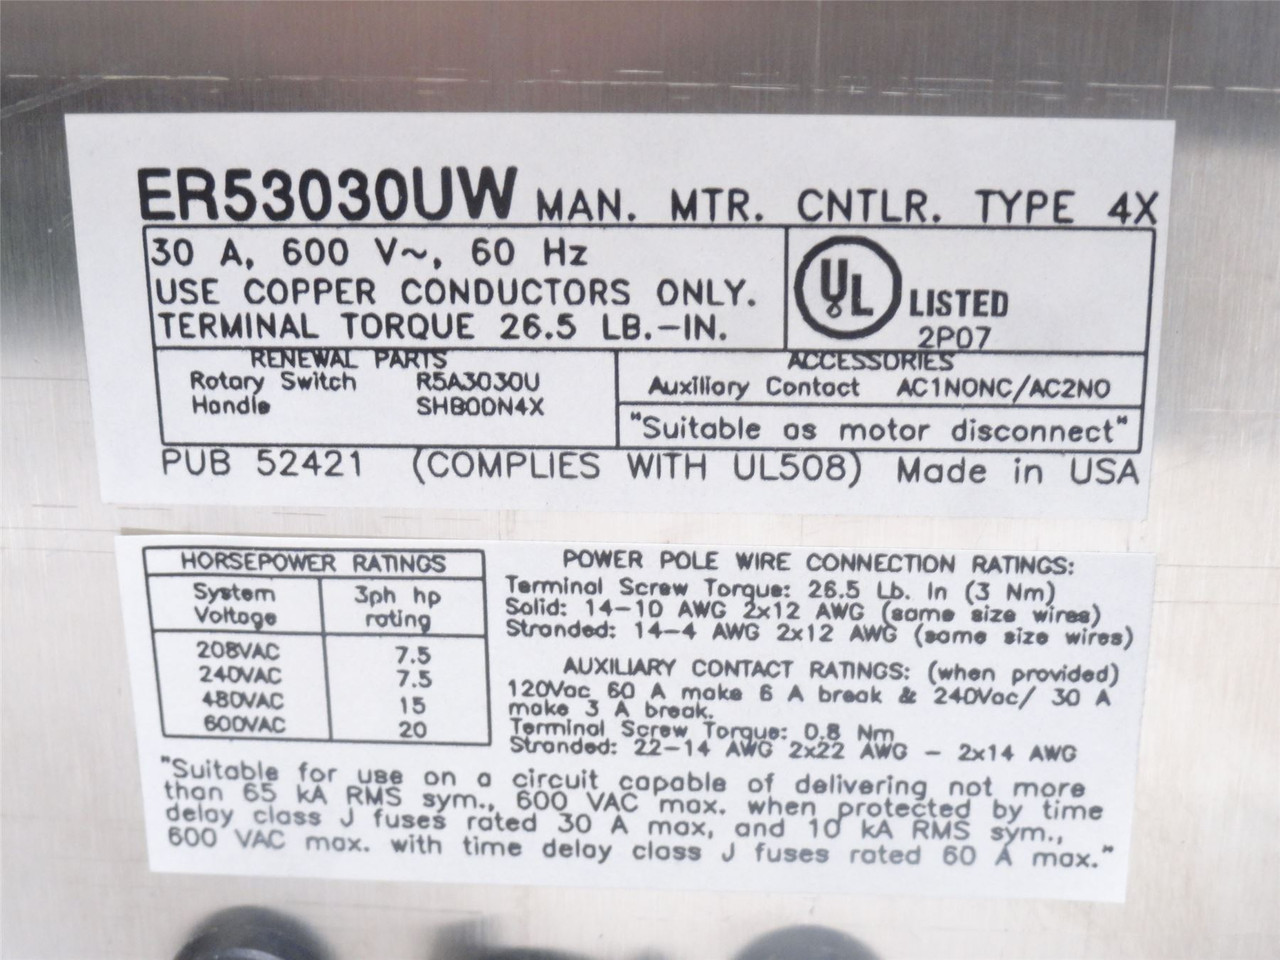 ER53030UW MAN. MTR. CNTLR. TYPE 4X
30 A, 600 V~, 60 Hz
USE COPPER CONDUCTORS ONLY.
TERMINAL TORQUE 26.5 LB.-IN.
UL LISTED
2P07
RENEWAL PARTS
Rotary Switch R5A3030U
Handle SHBODN4X
ACCESSORIES
Auxiliary Contact AC1NONC/AC2NO
"Suitable as motor disconnect"
PUB 52421 (COMPLIES WITH UL508) Made in USA
HORSEPOWER RATINGS
System Voltage 3ph hp rating
208VAC 7.5
240VAC 7.5
480VAC 15
600VAC 20
POWER POLE WIRE CONNECTION RATINGS:
Terminal Screw Torque: 26.5 Lb. In (3 Nm)
Solid: 14-10 AWG 2x12 AWG (same size wires)
Stranded: 14-4 AWG 2x12 AWG (same size wires)
AUXILIARY CONTACT RATINGS: (when provided)
120Vac 60 A make 6 A break & 240Vac/ 30 A
make 3 A break.
Terminal Screw Torque: 0.8 Nm
Stranded: 22-14 AWG 2x22 AWG - 2x14 AWG
"Suitable for use on a circuit capable of delivering not more
than 65 kA RMS sym., 600 VAC max. when protected by time
delay class J fuses rated 30 A max, and 10 kA RMS sym.,
600 VAC max. with time delay class J fuses rated 60 A max."